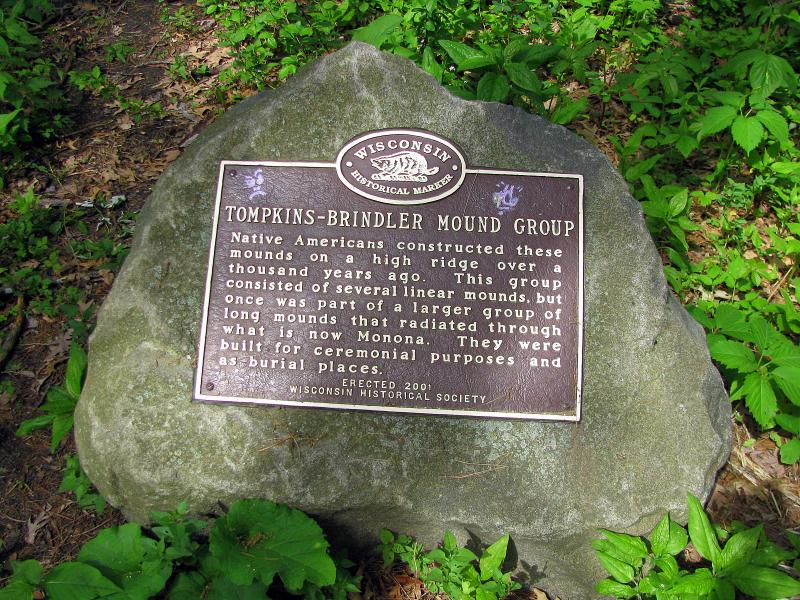 WISCONSIN
HISTORICAL MARKER
TOMPKINS-BRINDLER MOUND GROUP
Native Americans constructed these
mounds on a high ridge over a
thousand years ago. This group
consisted of several linear mounds, but
once was part of a larger group of
long mounds that radiated through
what is now Monona. They were
built for ceremonial purposes and
as burial places.
ERECTED 2001
WISCONSIN HISTORICAL SOCIETY